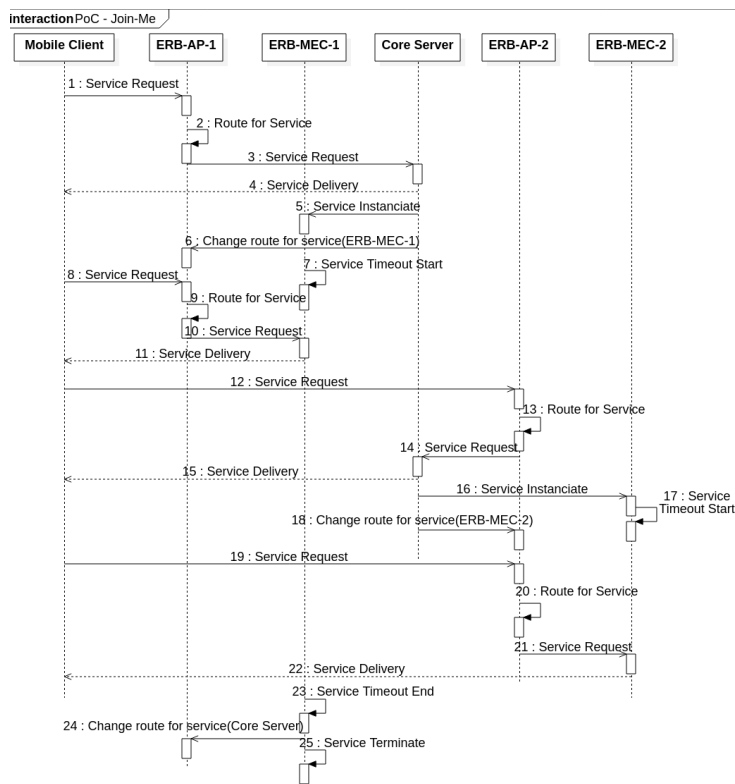 interaction PoC - Join-Me
Mobile Client
ERB-AP-1
ERB-MEC-1
Core Server
ERB-AP-2
ERB-MEC-2
1 : Service Request
2 : Route for Service
3 : Service Request
4 : Service Delivery
5 : Service Instanciate
6 : Change route for service(ERB-MEC-1)
7 : Service Timeout Start
8 : Service Request
9 : Route for Service
10 : Service Request
11 : Service Delivery
12 : Service Request
13 : Route for Service
14 : Service Request
15 : Service Delivery
16 : Service Instanciate
17 : Service
Timeout Start
18 : Change route for service(ERB-MEC-2)
19 : Service Request
20 : Route for Service
21 : Service Request
22 : Service Delivery
23 : Service Timeout End
24 : Change route for service(Core Server)
25 : Service Terminate